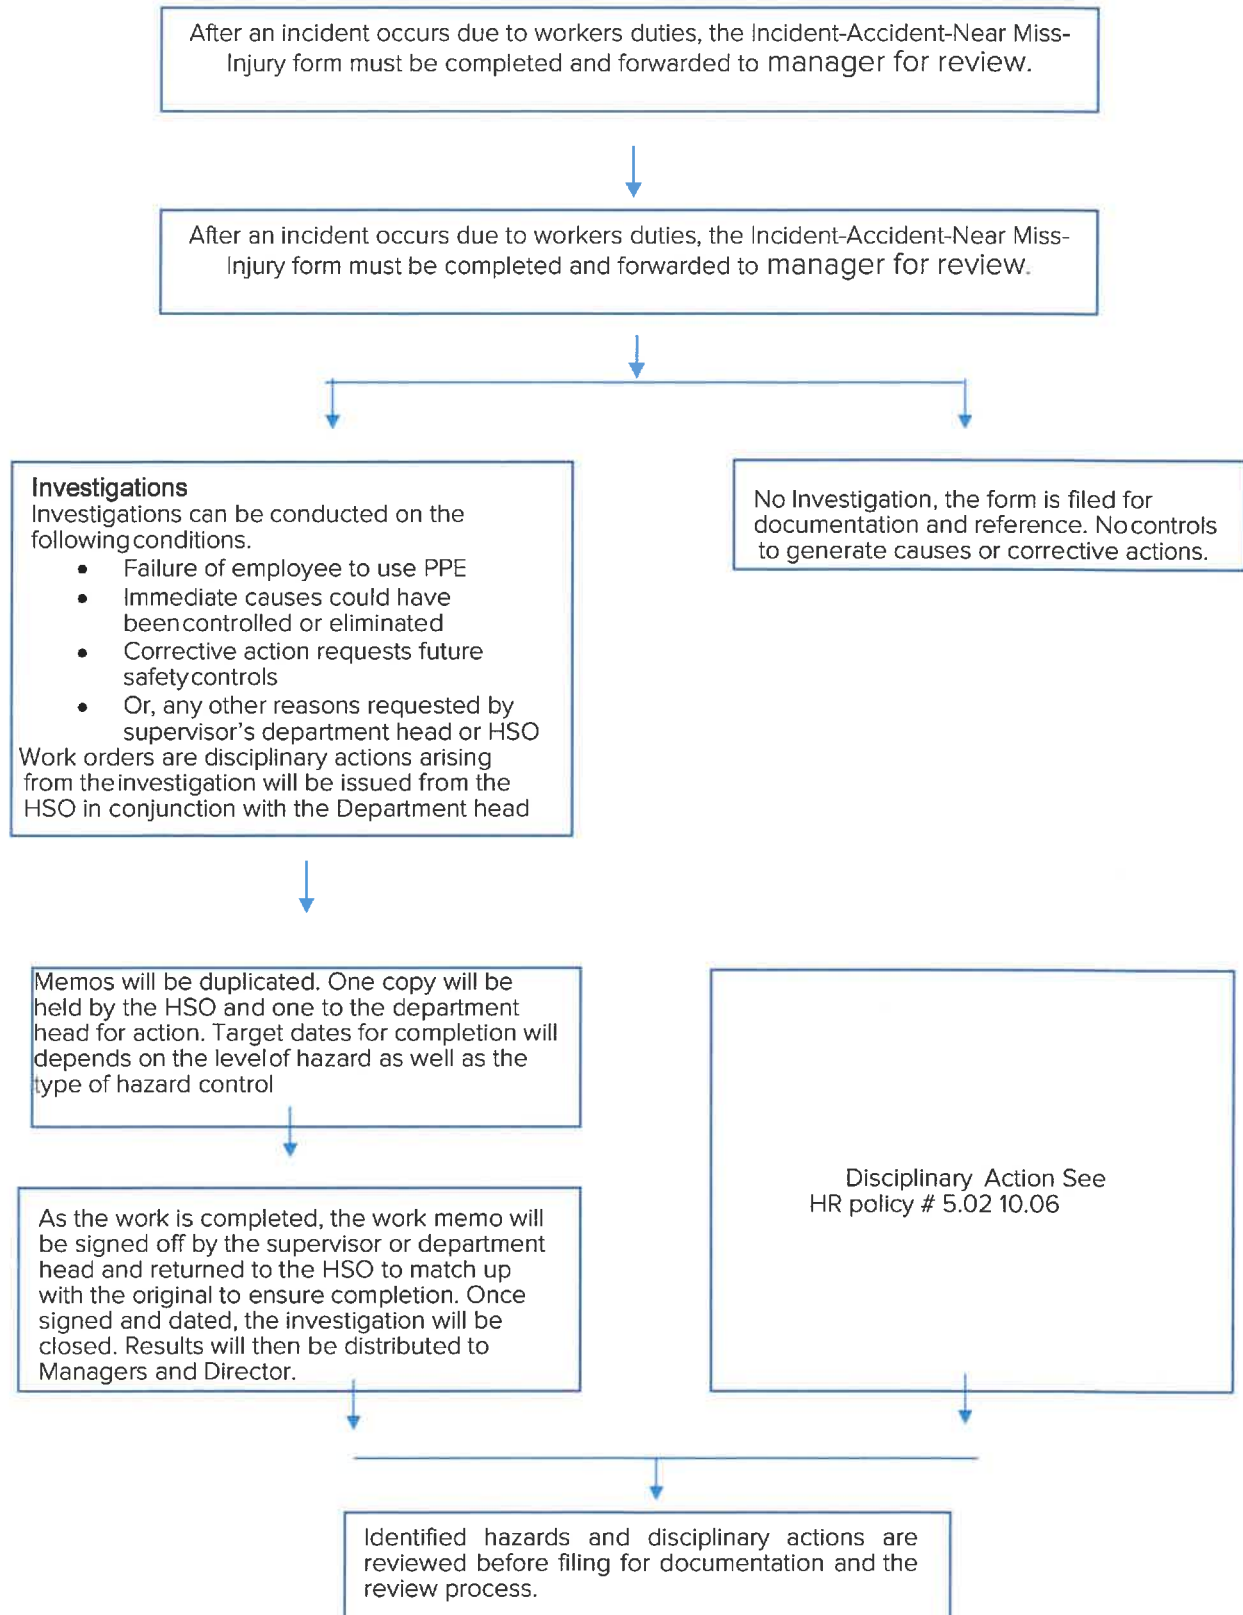 After an incident occurs due to workers duties, the Incident-Accident-Near Miss-
Injury form must be completed and forwarded to manager for review.
After an incident occurs due to workers duties, the Incident-Accident-Near Miss-
Injury form must be completed and forwarded to manager for review.
Investigations
Investigations can be conducted on the
following conditions.
• Failure of employee to use PPE
• Immediate causes could have
been controlled or eliminated
• Corrective action requests future
safety controls
• Or, any other reasons requested by
supervisor's department head or HSO
Work orders are disciplinary actions arising
from the investigation will be issued from the
HSO in conjunction with the Department head
No Investigation, the form is filed for
documentation and reference. No controls
to generate causes or corrective actions.
Memos will be duplicated. One copy will be
held by the HSO and one to the department
head for action. Target dates for completion will
depends on the level of hazard as well as the
type of hazard control
Disciplinary Action See
HR policy # 5.02 10.06
As the work is completed, the work memo will
be signed off by the supervisor or department
head and returned to the HSO to match up
with the original to ensure completion. Once
signed and dated, the investigation will be
closed. Results will then be distributed to
Managers and Director.
Identified hazards and disciplinary actions are
reviewed before filing for documentation and the
review process.